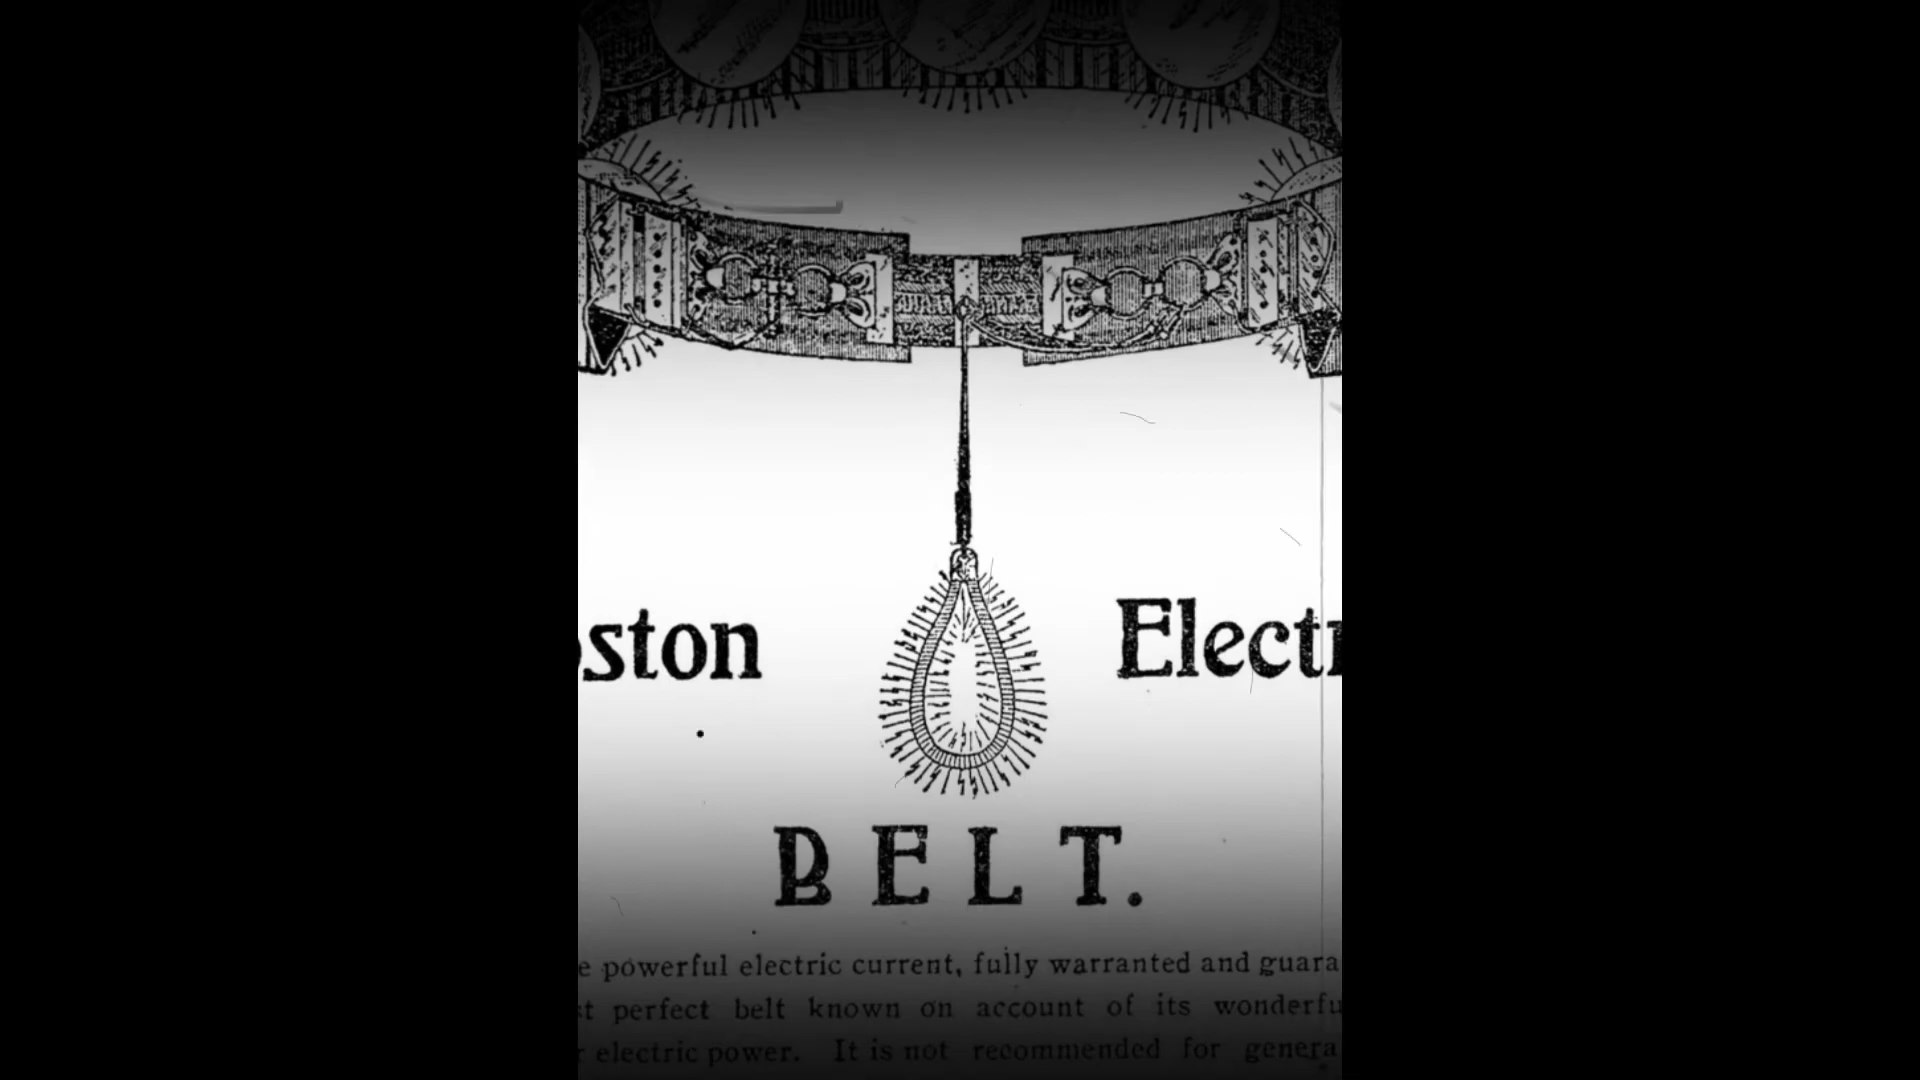 ston Electr
BELT.
e powerful electric current, fully warranted and guara
t perfect belt known on account of its wonderfu
r electric power. It is not recommended for genera